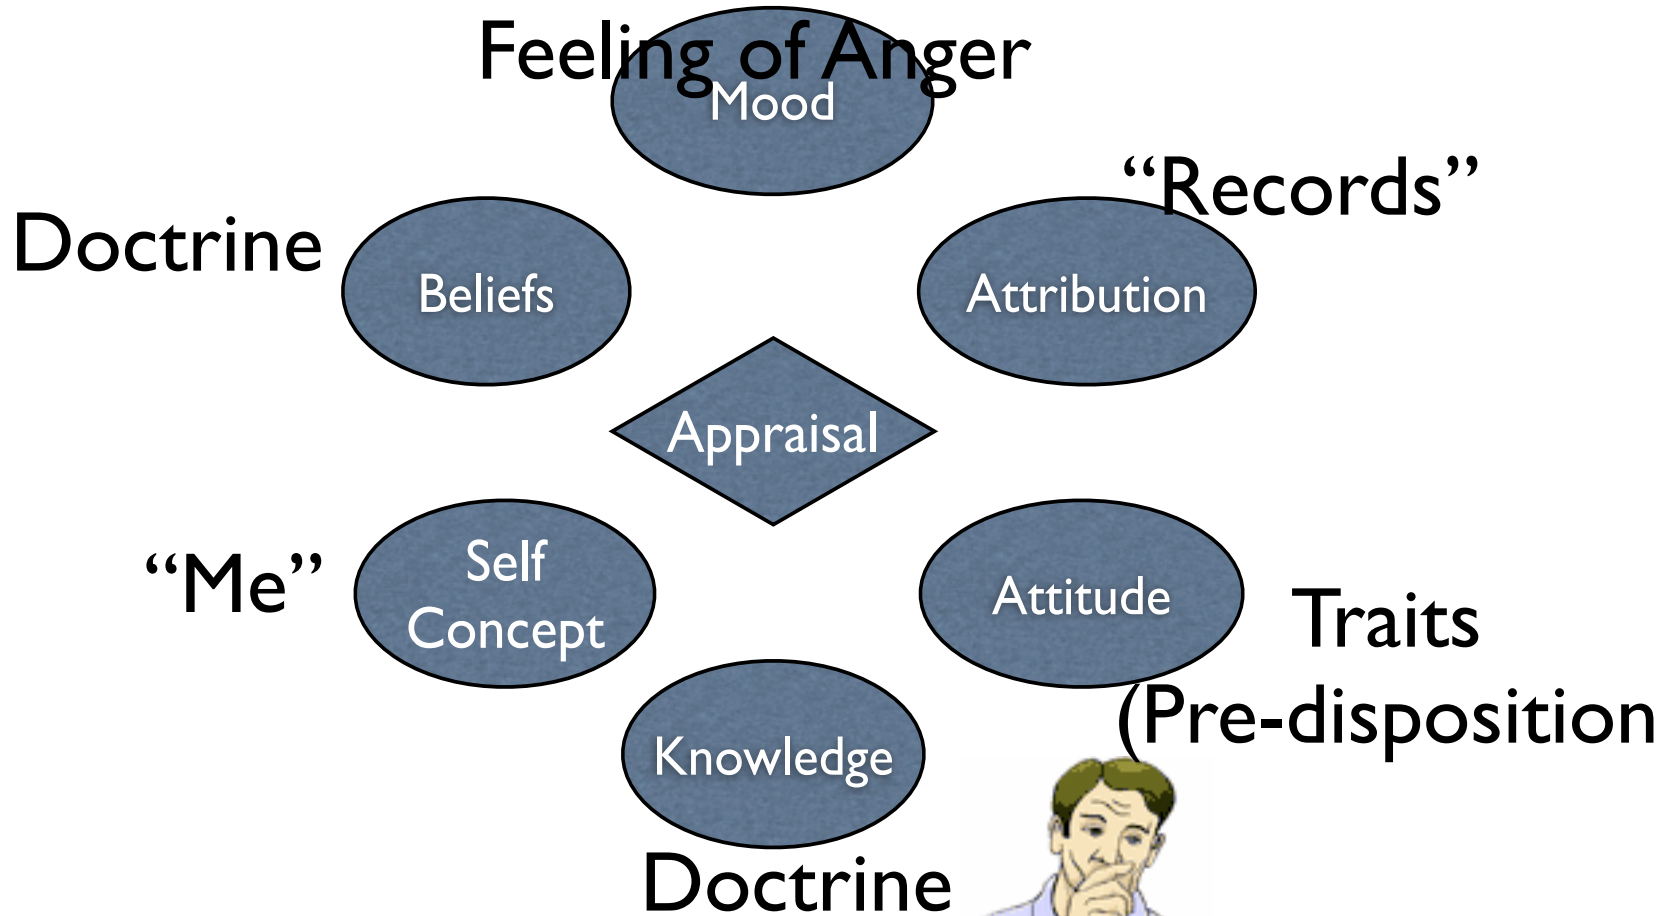 Feeling of Anger
Mood
“Records”
Doctrine
Beliefs
Attribution
Appraisal
“Me”
Self
Concept
Attitude
Traits
(Pre-disposition
Knowledge
Doctrine